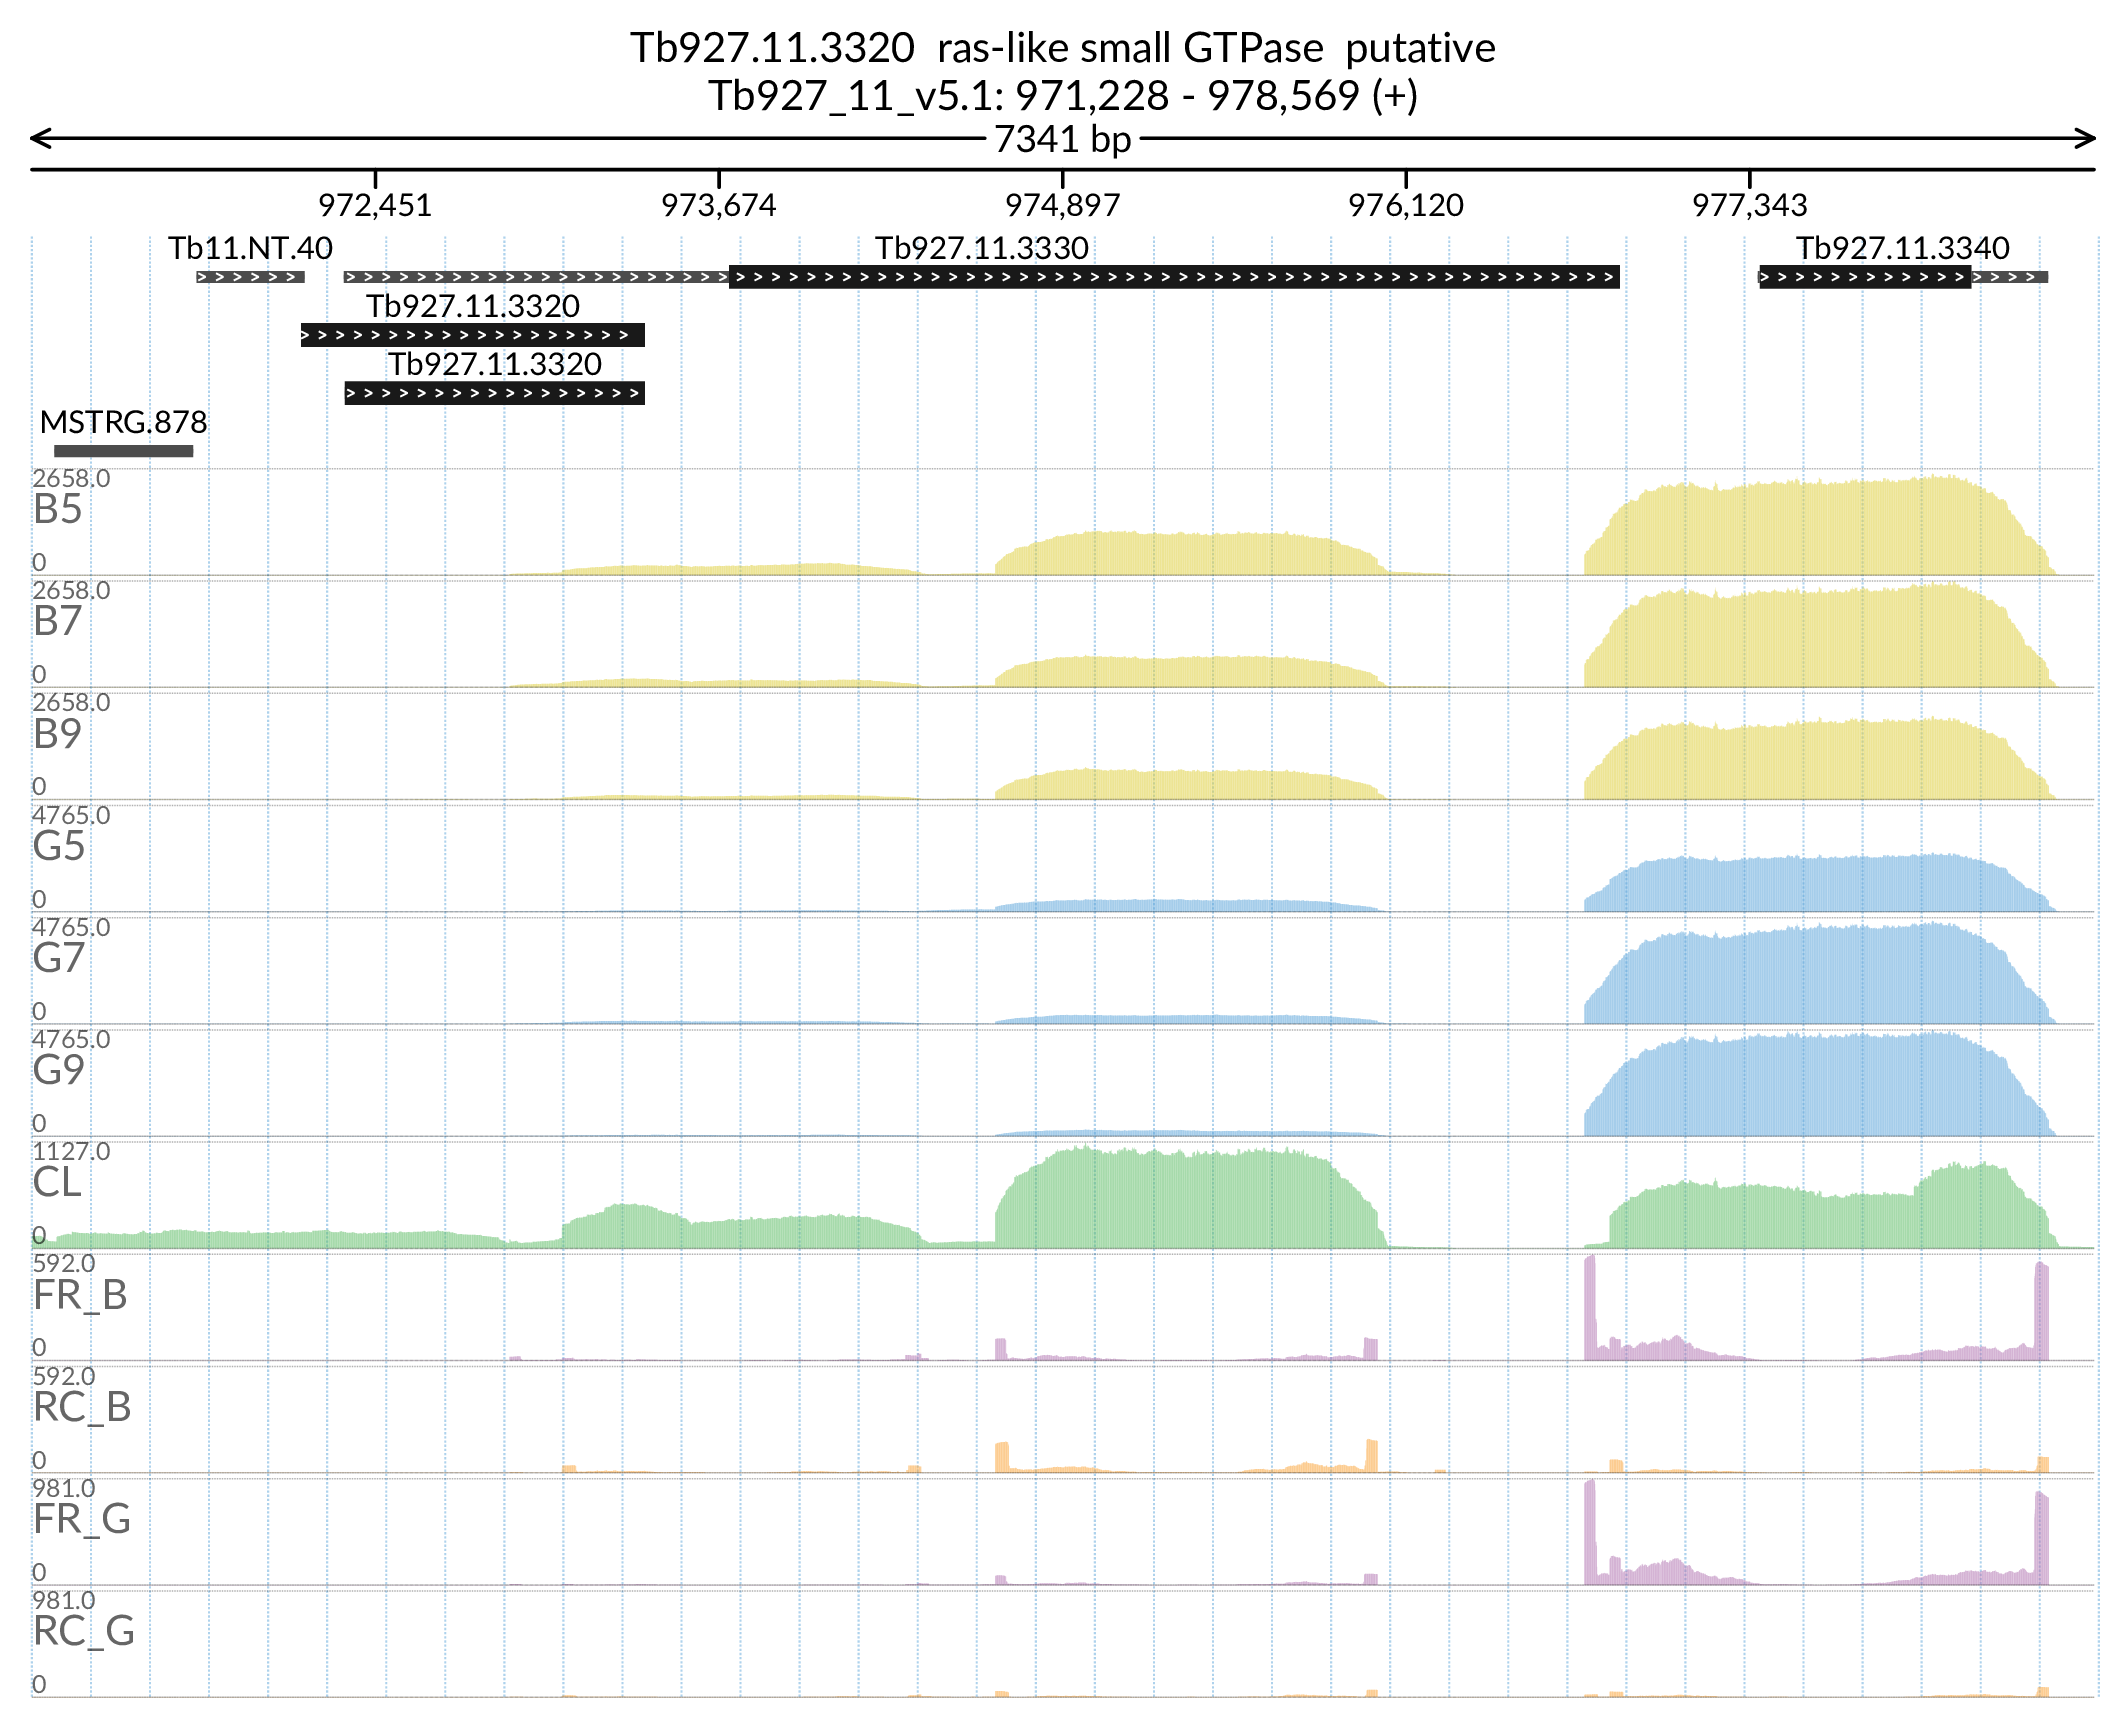 Tb927.11.3320  ras-like small GTPase  putative
Tb927_11_v5.1: 971,228 - 978,569 (+)
7341 bp
972,451 973,674 974,897 976,120 977,343
Tb11.NT.40 Tb927.11.3330 Tb927.11.3340
Tb927.11.3320
Tb927.11.3320
MSTRG.878
2658.0
B5
0
2658.0
B7
0
2658.0
B9
0
4765.0
G5
0
4765.0
G7
0
4765.0
G9
0
1127.0
CL
0
592.0
FR_B
0
592.0
RC_B
0
981.0
FR_G
0
981.0
RC_G
0